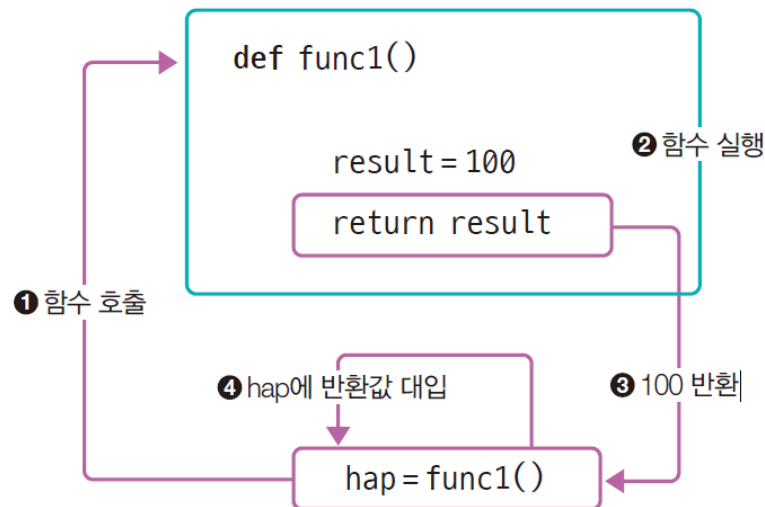 def func1()
❷ 함수 실행
result = 100
return result
❶ 함수 호출
❹ hap에 반환값 대입
❸ 100 반환
hap = func1()